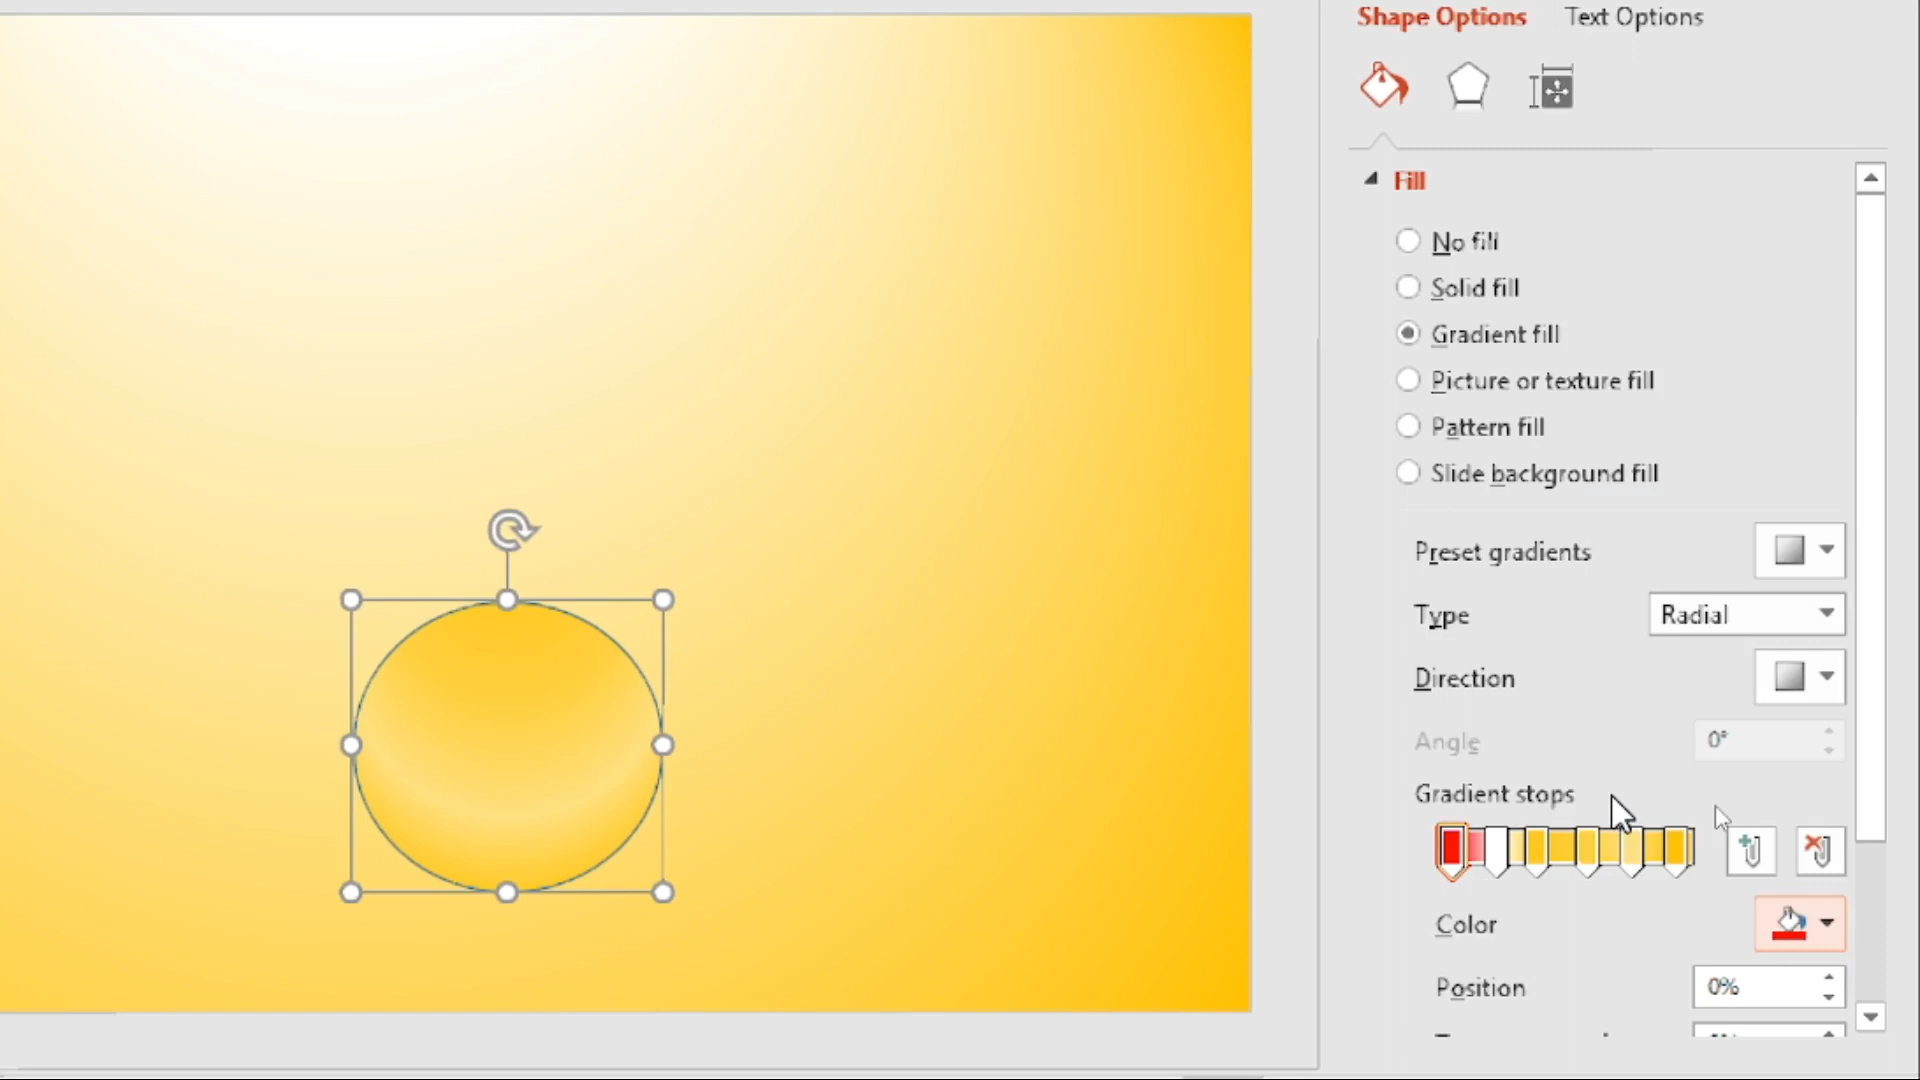 Shape Options Text Options
Fill
No fill
Solid fill
Gradient fill
Picture or texture fill
Pattern fill
Slide background fill
Preset gradients
Type Radial
Direction
Angle 0°
Gradient stops
Color
Position 0%